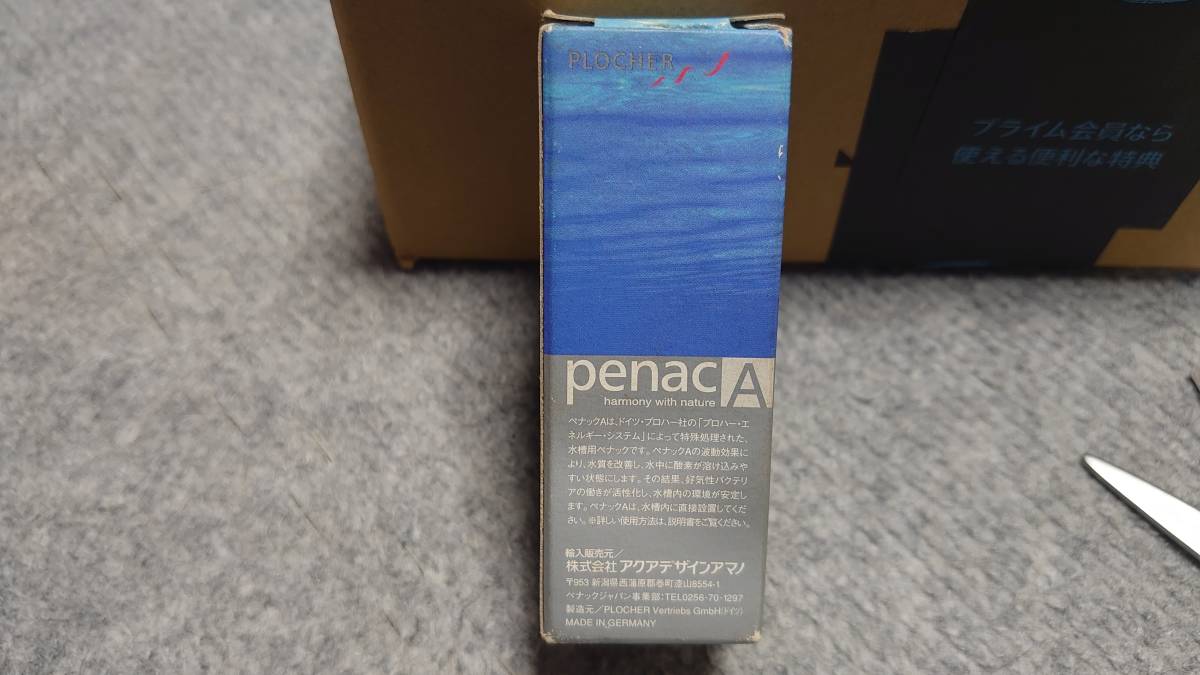 PLOCHER
プライム会員なら
使える便利な特典
penac A
harmony with nature
ペナックAは、ドイツ・プロハー社の「プロハー・エ
ネルギー・システム」によって特殊処理された、
水槽用ペナックです。ペナックAの波動効果に
より、水質を改善し、水中に酸素が溶け込みや
すい状態にします。その結果、好気性バクテリ
アの働きが活性化し、水槽内の環境が安定し
ます。ペナックAは、水槽内に直接設置してくだ
さい。※詳しい使用方法は、説明書をご覧ください。
輸入販売元／
株式会社 アクアデザインアマノ
〒953 新潟県西蒲原郡巻町漆山8554-1
ペナックジャパン事業部：TEL0256-70-1297
製造元／PLOCHER Vertriebs GmbH(ドイツ)
MADE IN GERMANY